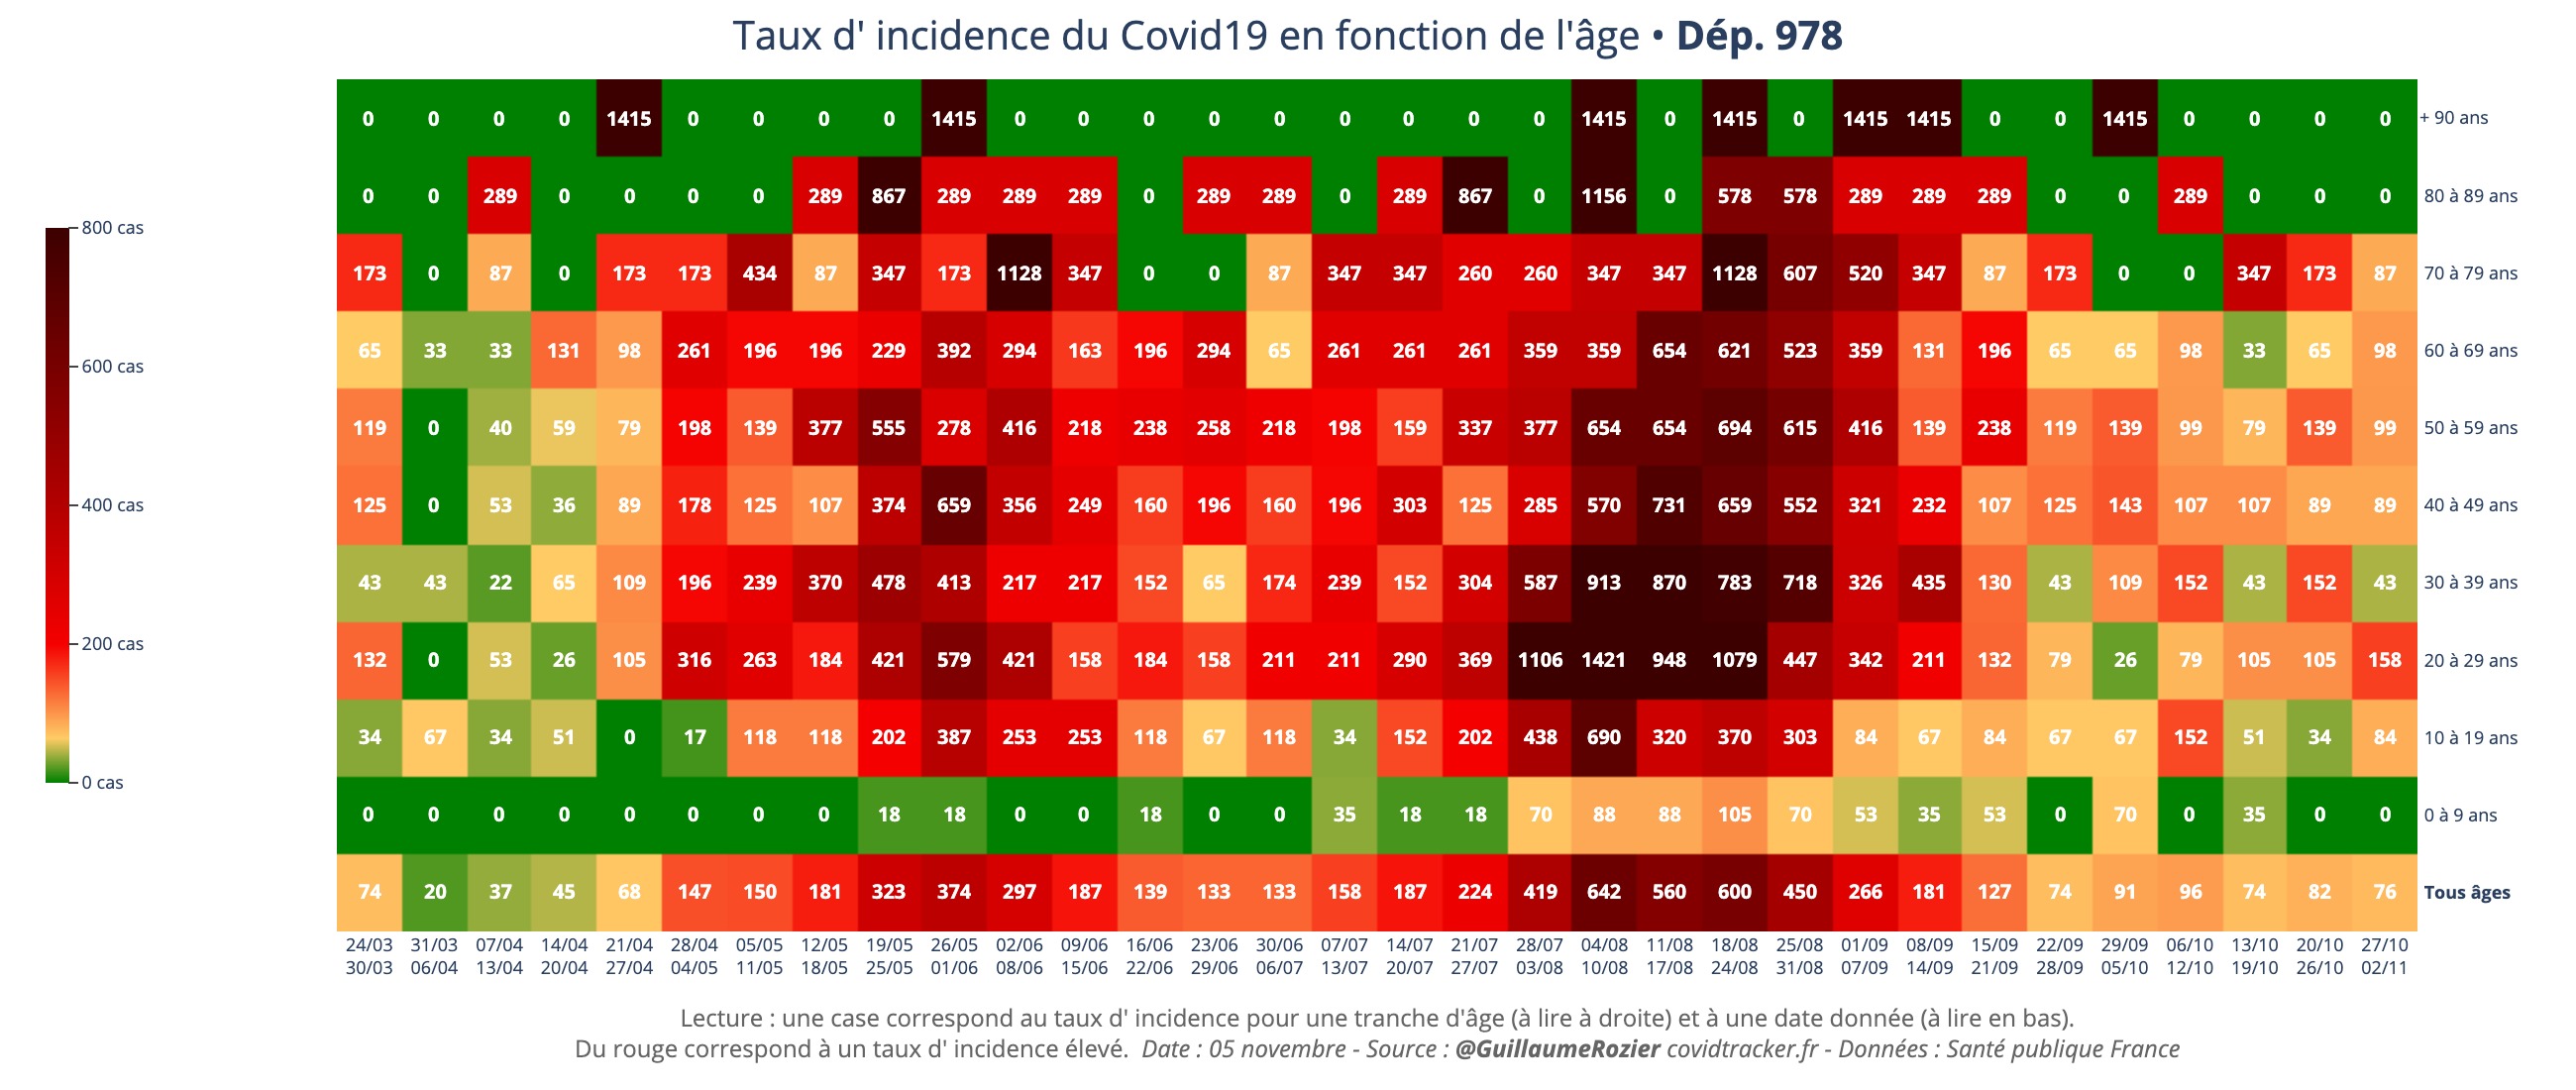 Taux d' incidence du Covid19 en fonction de l'âge • Dép. 978
0 0 0 0 1415 0 0 0 0 1415 0 0 0 0 0 0 0 0 0 1415 0 1415 0 1415 1415 0 0 1415 0 0 0 0 + 90 ans
0 0 289 0 0 0 0 289 867 289 289 289 0 289 289 0 289 867 0 1156 0 578 578 289 289 289 0 0 289 0 0 0 80 à 89 ans
800 cas
173 0 87 0 173 173 434 87 347 173 1128 347 0 0 87 347 347 260 260 347 347 1128 607 520 347 87 173 0 0 347 173 87 70 à 79 ans
65 33 33 131 98 261 196 196 229 392 294 163 196 294 65 261 261 261 359 359 654 621 523 359 131 196 65 65 98 33 65 98 60 à 69 ans
600 cas
119 0 40 59 79 198 139 377 555 278 416 218 238 258 218 198 159 337 377 654 654 694 615 416 139 238 119 139 99 79 139 99 50 à 59 ans
400 cas
125 0 53 36 89 178 125 107 374 659 356 249 160 196 160 196 303 125 285 570 731 659 552 321 232 107 125 143 107 107 89 89 40 à 49 ans
43 43 22 65 109 196 239 370 478 413 217 217 152 65 174 239 152 304 587 913 870 783 718 326 435 130 43 109 152 43 152 43 30 à 39 ans
200 cas
132 0 53 26 105 316 263 184 421 579 421 158 184 158 211 211 290 369 1106 1421 948 1079 447 342 211 132 79 26 79 105 105 158 20 à 29 ans
34 67 34 51 0 17 118 118 202 387 253 253 118 67 118 34 152 202 438 690 320 370 303 84 67 84 67 67 152 51 34 84 10 à 19 ans
0 cas
0 0 0 0 0 0 0 0 18 18 0 0 18 0 0 35 18 18 70 88 88 105 70 53 35 53 0 70 0 35 0 0 0 à 9 ans
74 20 37 45 68 147 150 181 323 374 297 187 139 133 133 158 187 224 419 642 560 600 450 266 181 127 74 91 96 74 82 76 Tous âges
24/03 31/03 07/04 14/04 21/04 28/04 05/05 12/05 19/05 26/05 02/06 09/06 16/06 23/06 30/06 07/07 14/07 21/07 28/07 04/08 11/08 18/08 25/08 01/09 08/09 15/09 22/09 29/09 06/10 13/10 20/10 27/10
30/03 06/04 13/04 20/04 27/04 04/05 11/05 18/05 25/05 01/06 08/06 15/06 22/06 29/06 06/07 13/07 20/07 27/07 03/08 10/08 17/08 24/08 31/08 07/09 14/09 21/09 28/09 05/10 12/10 19/10 26/10 02/11
Lecture : une case correspond au taux d' incidence pour une tranche d'âge (à lire à droite) et à une date donnée (à lire en bas).
Du rouge correspond à un taux d' incidence élevé. Date : 05 novembre - Source : @GuillaumeRozier covidtracker.fr - Données : Santé publique France